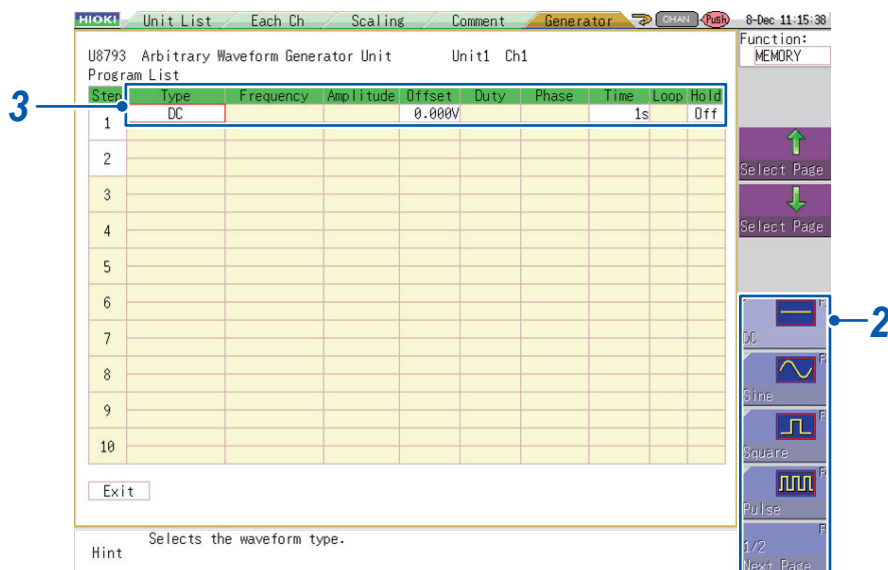 HIOKI Unit List Each Ch Scaling Comment Generator CHAN Push 8-Dec 11:15:38
Function:
MEMORY
U8793 Arbitrary Waveform Generator Unit Unit1 Ch1
Program List
Step Type Frequency Amplitude Offset Duty Phase Time Loop Hold
3
1 DC 0.000V 1s Off
2
3
4
5
6
7
8
9
10
Exit
Hint Selects the waveform type.
Select Page
Select Page
2
DC
Sine
Square
Pulse
1/2
Next Page